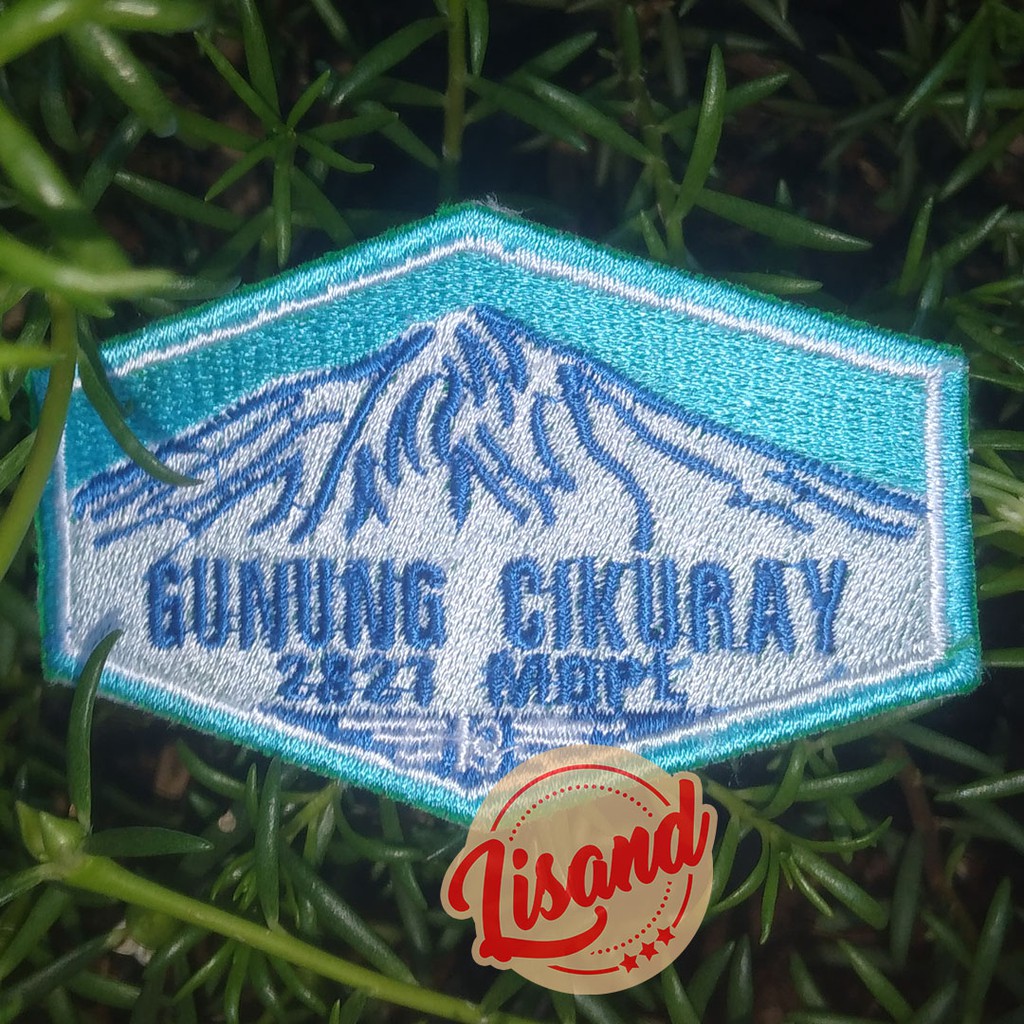 GUNUNG CIKURAY
2821 MDPL
Lisand